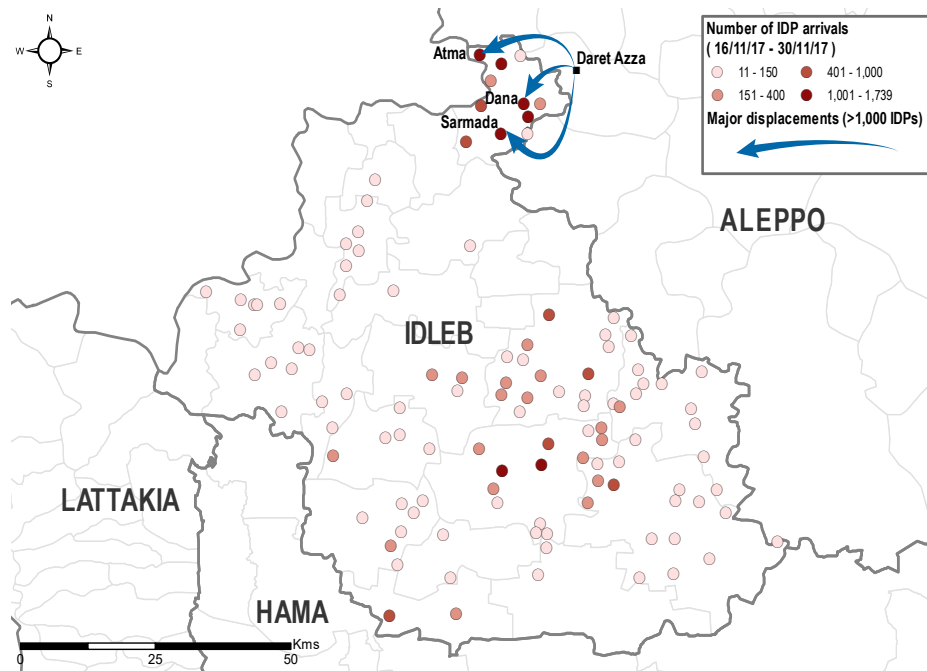 N
W E
S
Atma
Daret Azza
Dana
Sarmada
Number of IDP arrivals
( 16/11/17 - 30/11/17 )
11 - 150 401 - 1,000
151 - 400 1,001 - 1,739
Major displacements (>1,000 IDPs)
ALEPPO
IDLEB
LATTAKIA
HAMA
Kms
0 25 50